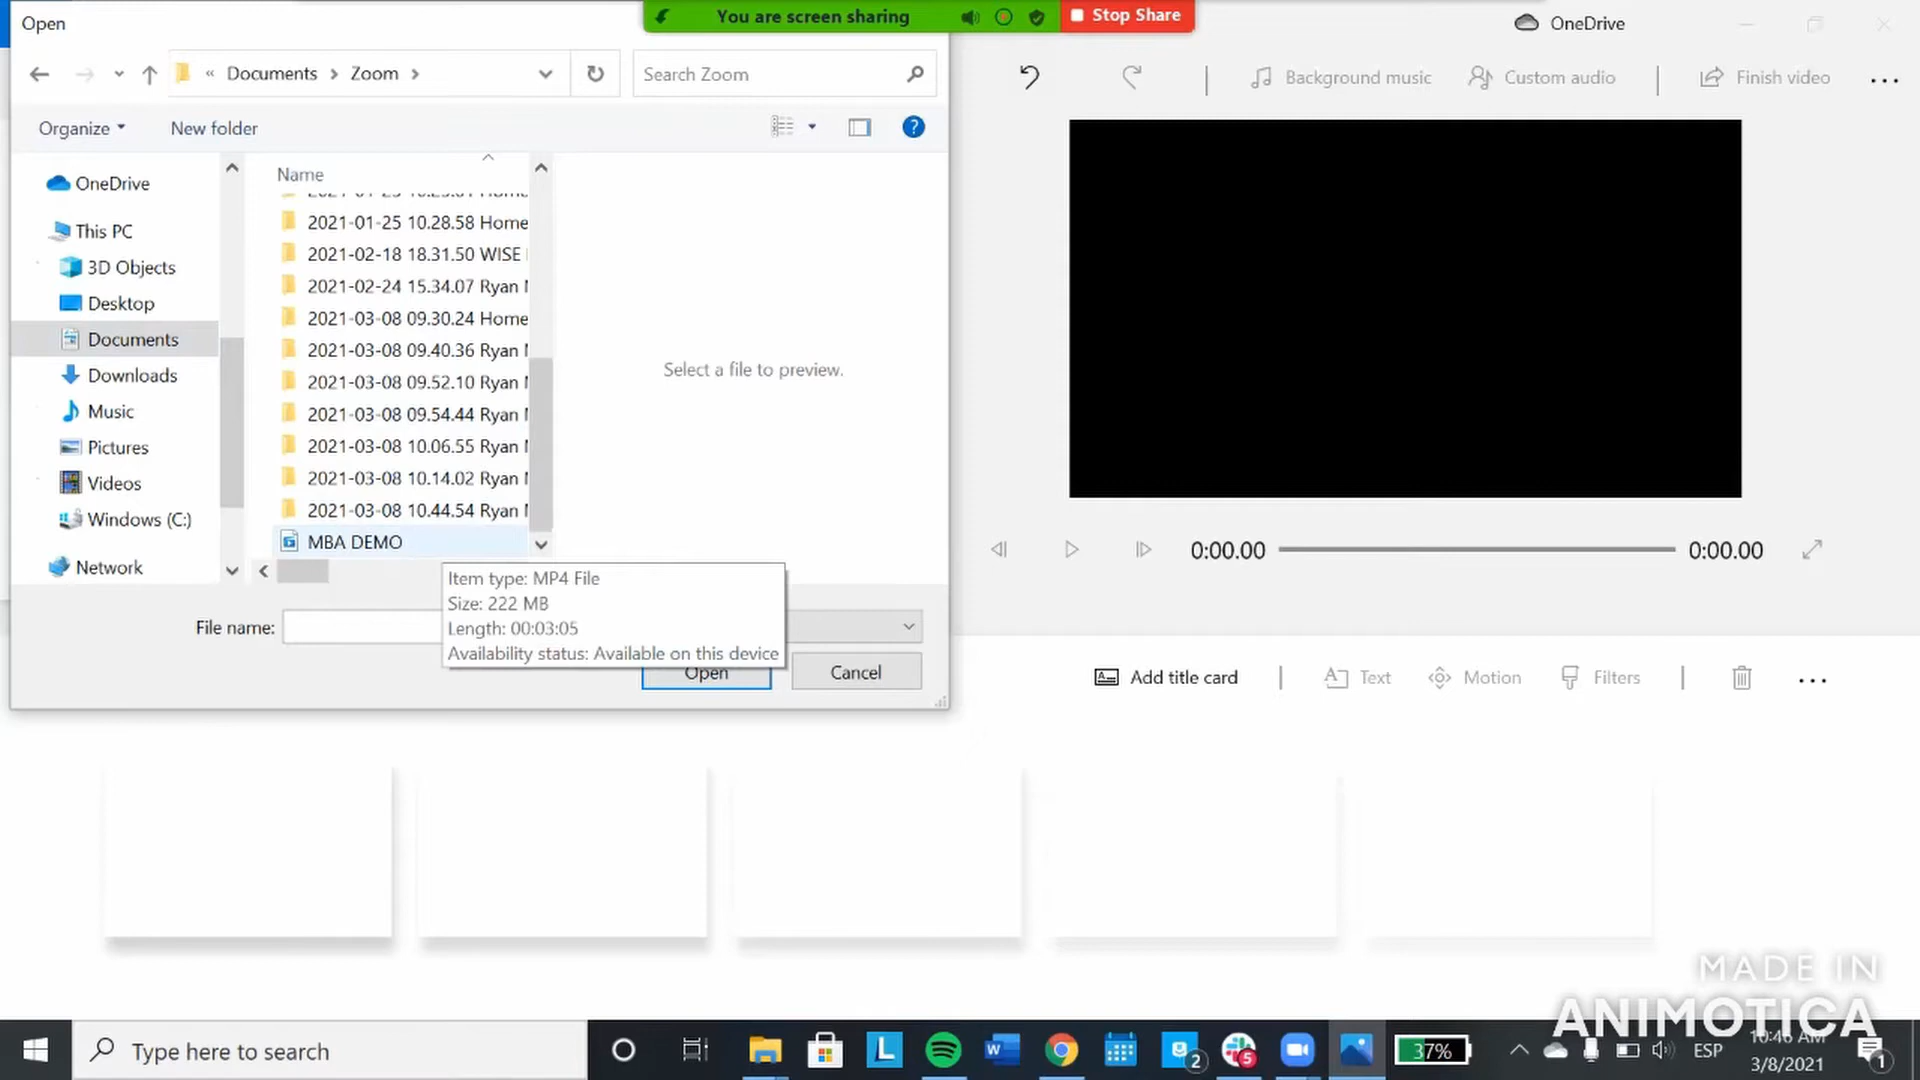 Open
You are screen sharing
Stop Share
OneDrive
« Documents > Zoom >
Search Zoom
Background music
Custom audio
Finish video
Organize
New folder
Name
OneDrive
This PC
3D Objects
Desktop
Documents
Downloads
Music
Pictures
Videos
Windows (C:)
Network
2021-01-25 10.28.58 Home
2021-02-18 18.31.50 WISE
2021-02-24 15.34.07 Ryan
2021-03-08 09.30.24 Home
2021-03-08 09.40.36 Ryan
2021-03-08 09.52.10 Ryan
2021-03-08 09.54.44 Ryan
2021-03-08 10.06.55 Ryan
2021-03-08 10.14.02 Ryan
2021-03-08 10.44.54 Ryan
MBA DEMO
Select a file to preview.
0:00.00
0:00.00
Item type: MP4 File
Size: 222 MB
Length: 00:03:05
Availability status: Available on this device
File name:
Open
Cancel
Add title card
Text
Motion
Filters
MADE IN
ANIMOTICA
Type here to search
2
5
37%
ESP
10:46 AM
3/8/2021
1